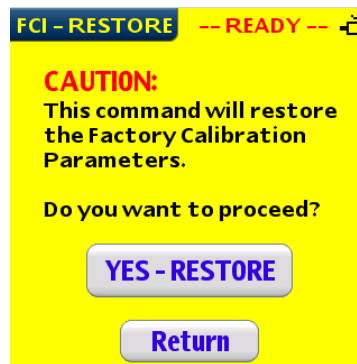 FCI - RESTORE -- READY --
CAUTION:
This command will restore
the Factory Calibration
Parameters.
Do you want to proceed?
YES - RESTORE
Return